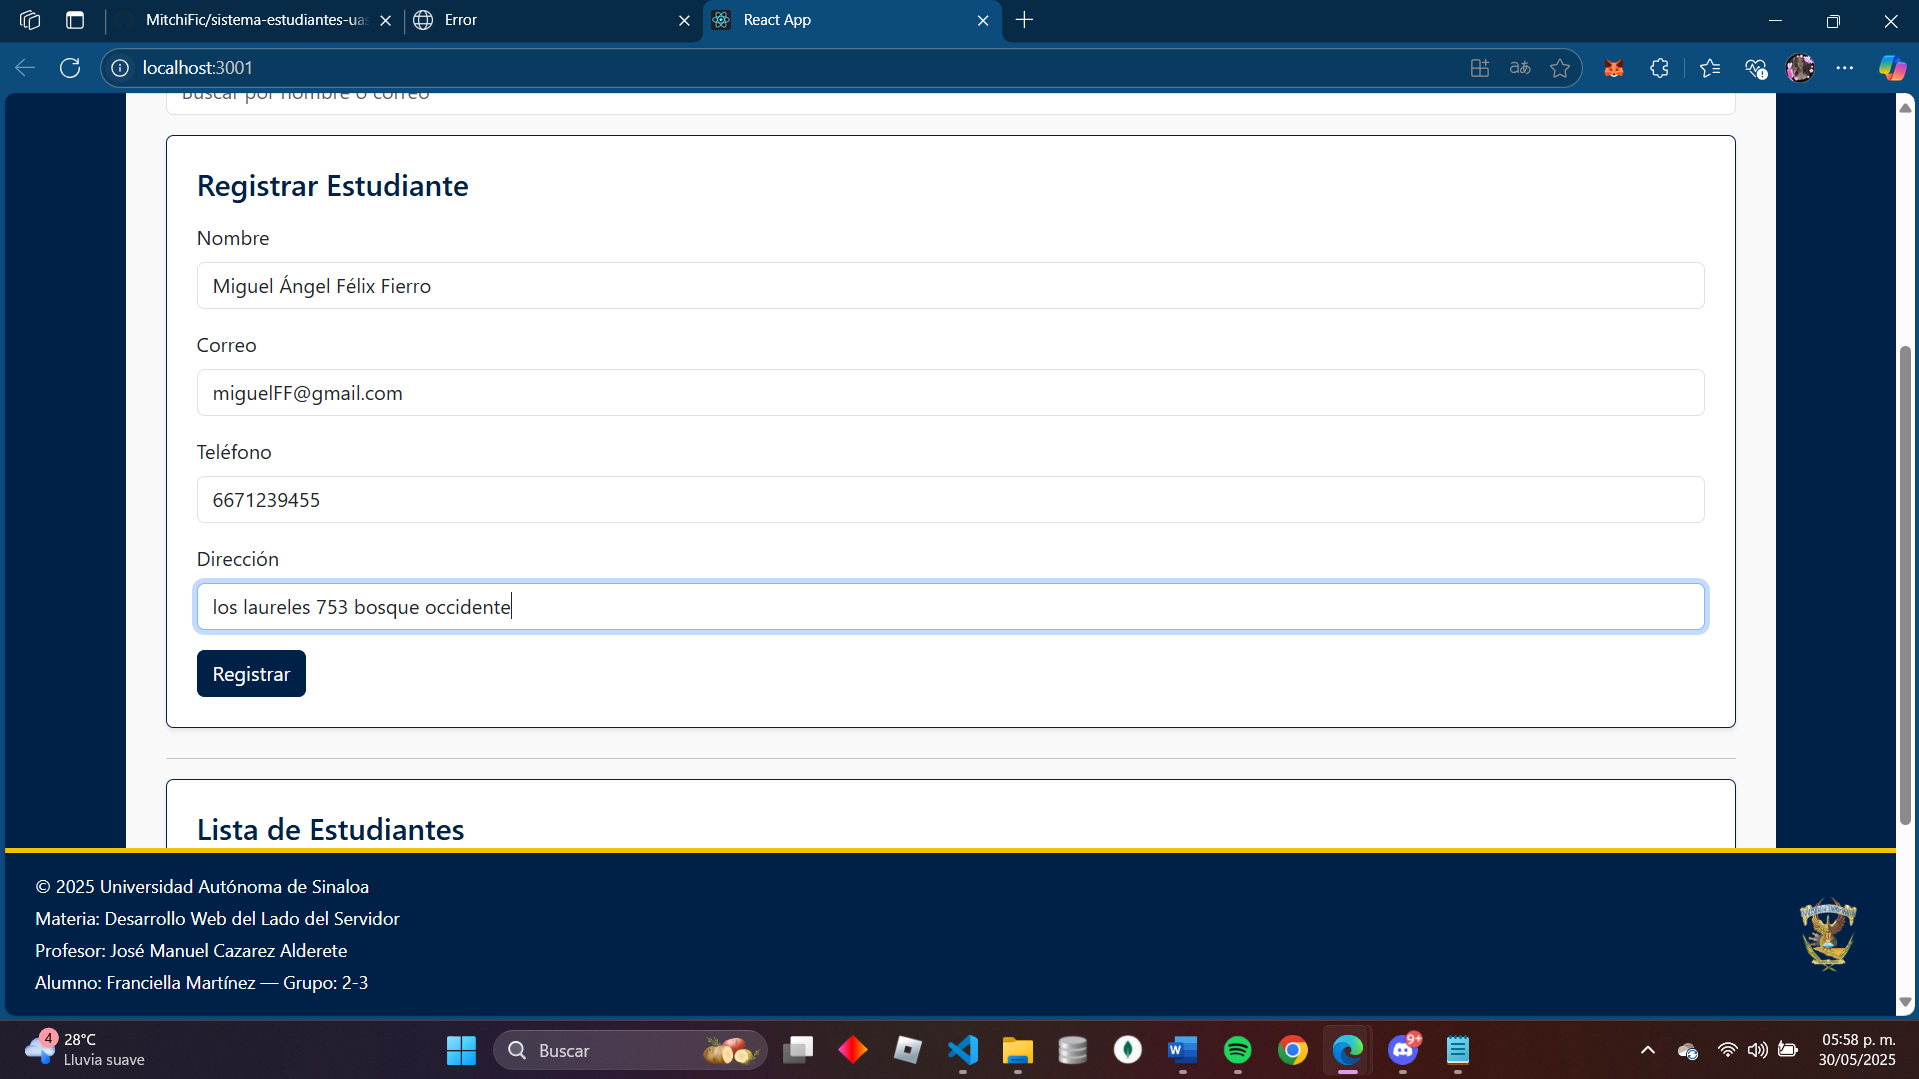 MitchiFic/sistema-estudiantes-uas
Error
React App
localhost:3001
Buscar por nombre o correo
Registrar Estudiante
Nombre
Miguel Ángel Félix Fierro
Correo
miguelFF@gmail.com
Teléfono
6671239455
Dirección
los laureles 753 bosque occidente
Registrar
Lista de Estudiantes
© 2025 Universidad Autónoma de Sinaloa
Materia: Desarrollo Web del Lado del Servidor
Profesor: José Manuel Cazarez Alderete
Alumno: Franciella Martínez — Grupo: 2-3
4
28°C
Lluvia suave
Buscar
9+
05:58 p. m.
30/05/2025